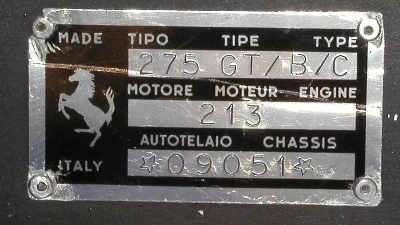 MADE TIPO TIPE TYPE
275 GT/B/C
MOTORE MOTEUR ENGINE
213
AUTOTELAIO CHASSIS
ITALY ☆09051☆